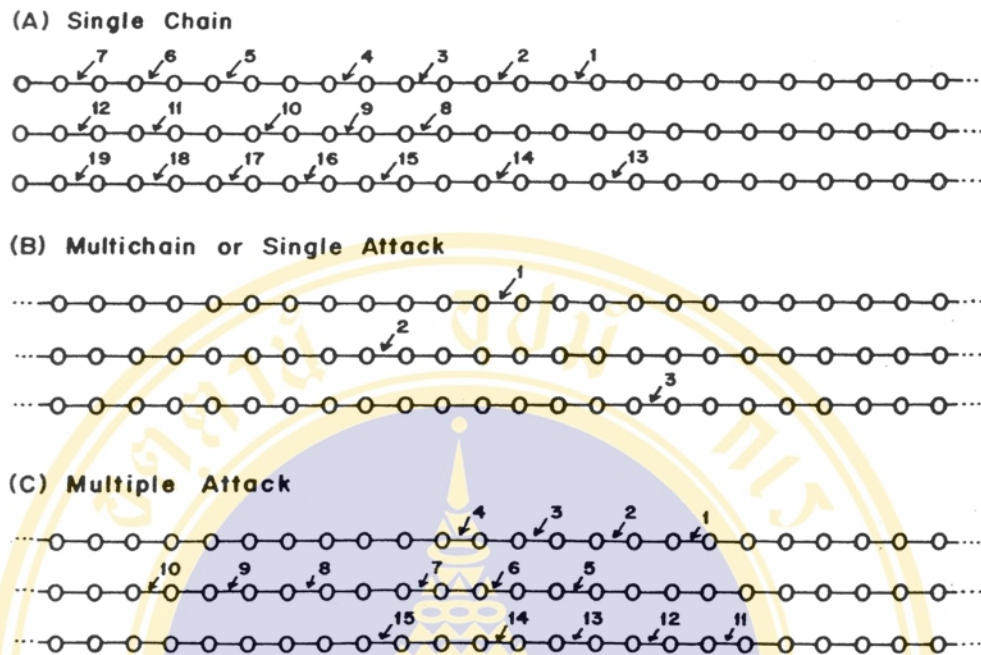 (A) Single Chain
7 6 5 4 3 2 1
12 11 10 9 8
19 18 17 16 15 14 13
(B) Multichain or Single Attack
1
2
3
(C) Multiple Attack
4 3 2 1
10 9 8 7 6 5
15 14 13 12 11